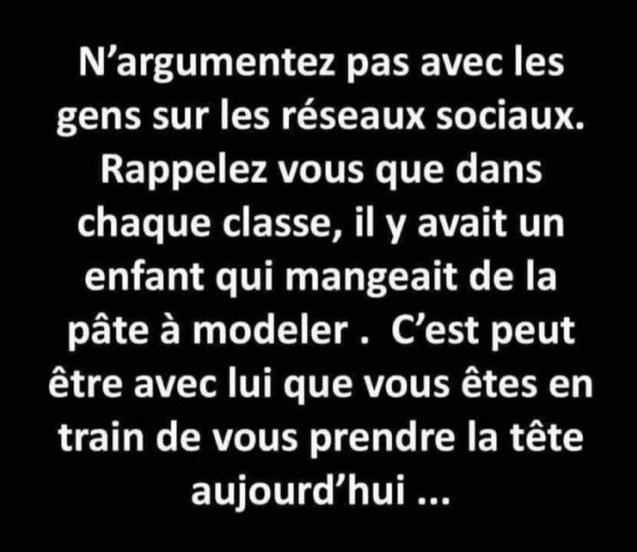 N’argumentez pas avec les
gens sur les réseaux sociaux.
Rappelez vous que dans
chaque classe, il y avait un
enfant qui mangeait de la
pâte à modeler .  C’est peut
être avec lui que vous êtes en
train de vous prendre la tête
aujourd’hui ...